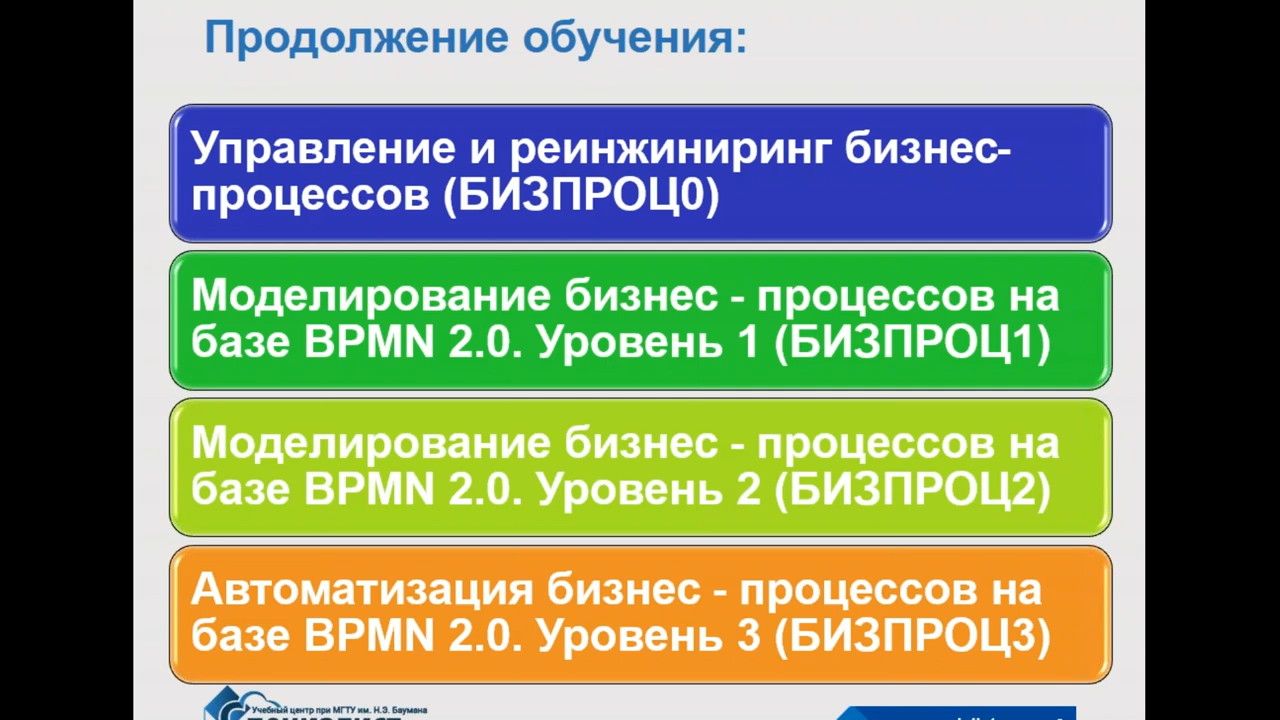 Продолжение обучения:
Управление и реинжиниринг бизнес-
процессов (БИЗПРОЦ0)
Моделирование бизнес - процессов на
базе BPMN 2.0. Уровень 1 (БИЗПРОЦ1)
Моделирование бизнес - процессов на
базе BPMN 2.0. Уровень 2 (БИЗПРОЦ2)
Автоматизация бизнес - процессов на
базе BPMN 2.0. Уровень 3 (БИЗПРОЦ3)
Учебный центр при МГТУ им. Н.Э. Баумана